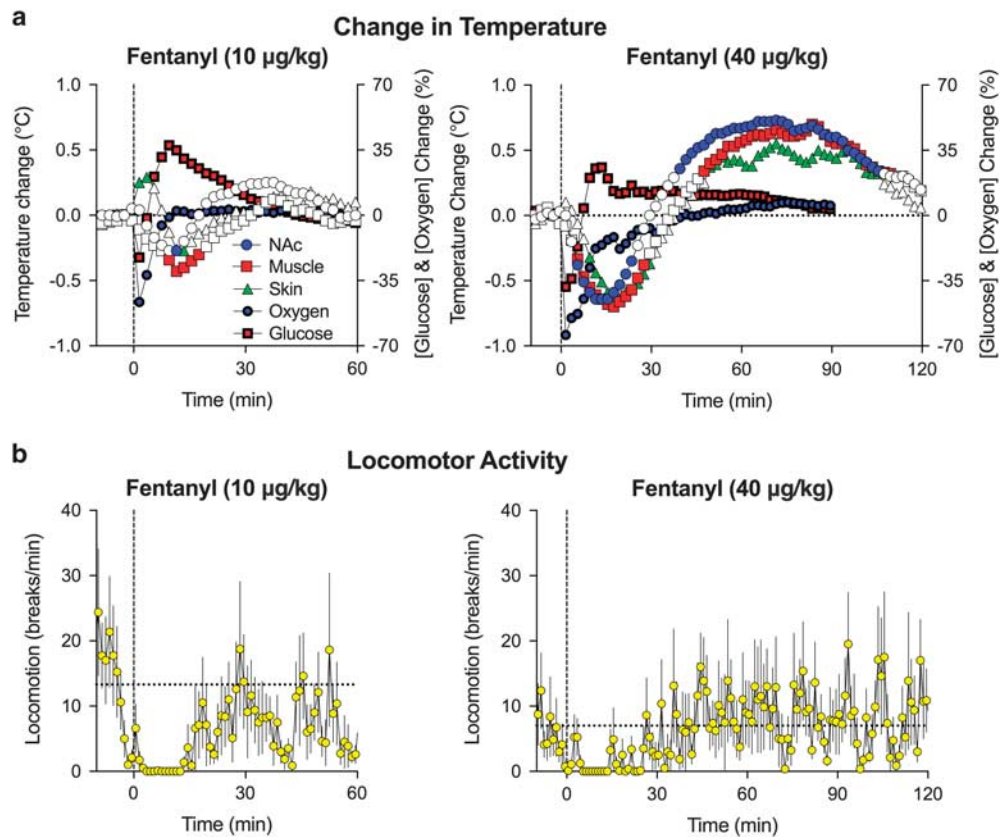 a
Change in Temperature
Fentanyl (10 µg/kg)
Fentanyl (40 µg/kg)
Temperature change (°C)
1.0
0.5
0.0
-0.5
-1.0
70
35
0
-35
-70
[Glucose] & [Oxygen] Change (%)
NAc
Muscle
Skin
Oxygen
Glucose
0
30
60
Time (min)
Temperature Change (°C)
1.0
0.5
0.0
-0.5
-1.0
70
35
0
-35
-70
[Glucose] & [Oxygen] Change (%)
0
30
60
90
120
Time (min)
b
Locomotor Activity
Fentanyl (10 µg/kg)
Fentanyl (40 µg/kg)
Locomotion (breaks/min)
40
30
20
10
0
0
30
60
Time (min)
Locomotion (breaks/min)
40
30
20
10
0
0
30
60
90
120
Time (min)